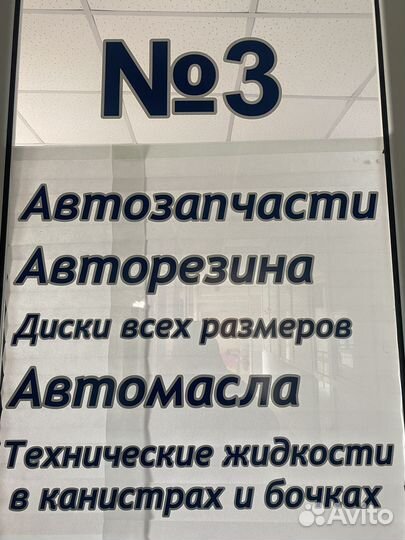 №3
Автозапчасти
Авторезина
Диски всех размеров
Автомасла
Технические жидкости
в канистрах и бочках
Avito